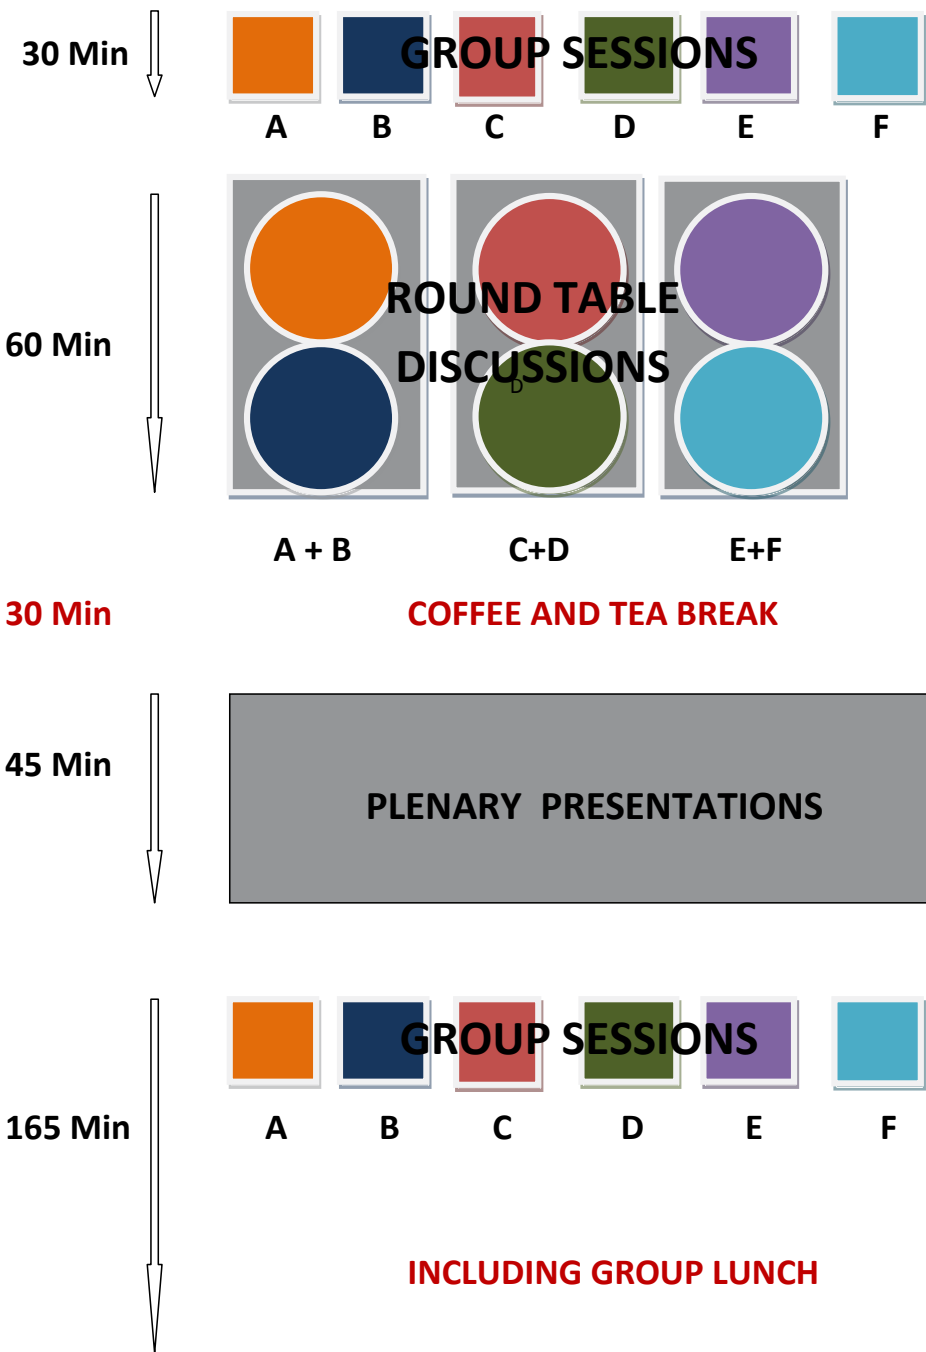 30 Min
GROUP SESSIONS
A B C D E F
60 Min
ROUND TABLE
DISCUSSIONS
D
A + B C+D E+F
30 Min COFFEE AND TEA BREAK
45 Min
PLENARY PRESENTATIONS
GROUP SESSIONS
165 Min A B C D E F
INCLUDING GROUP LUNCH